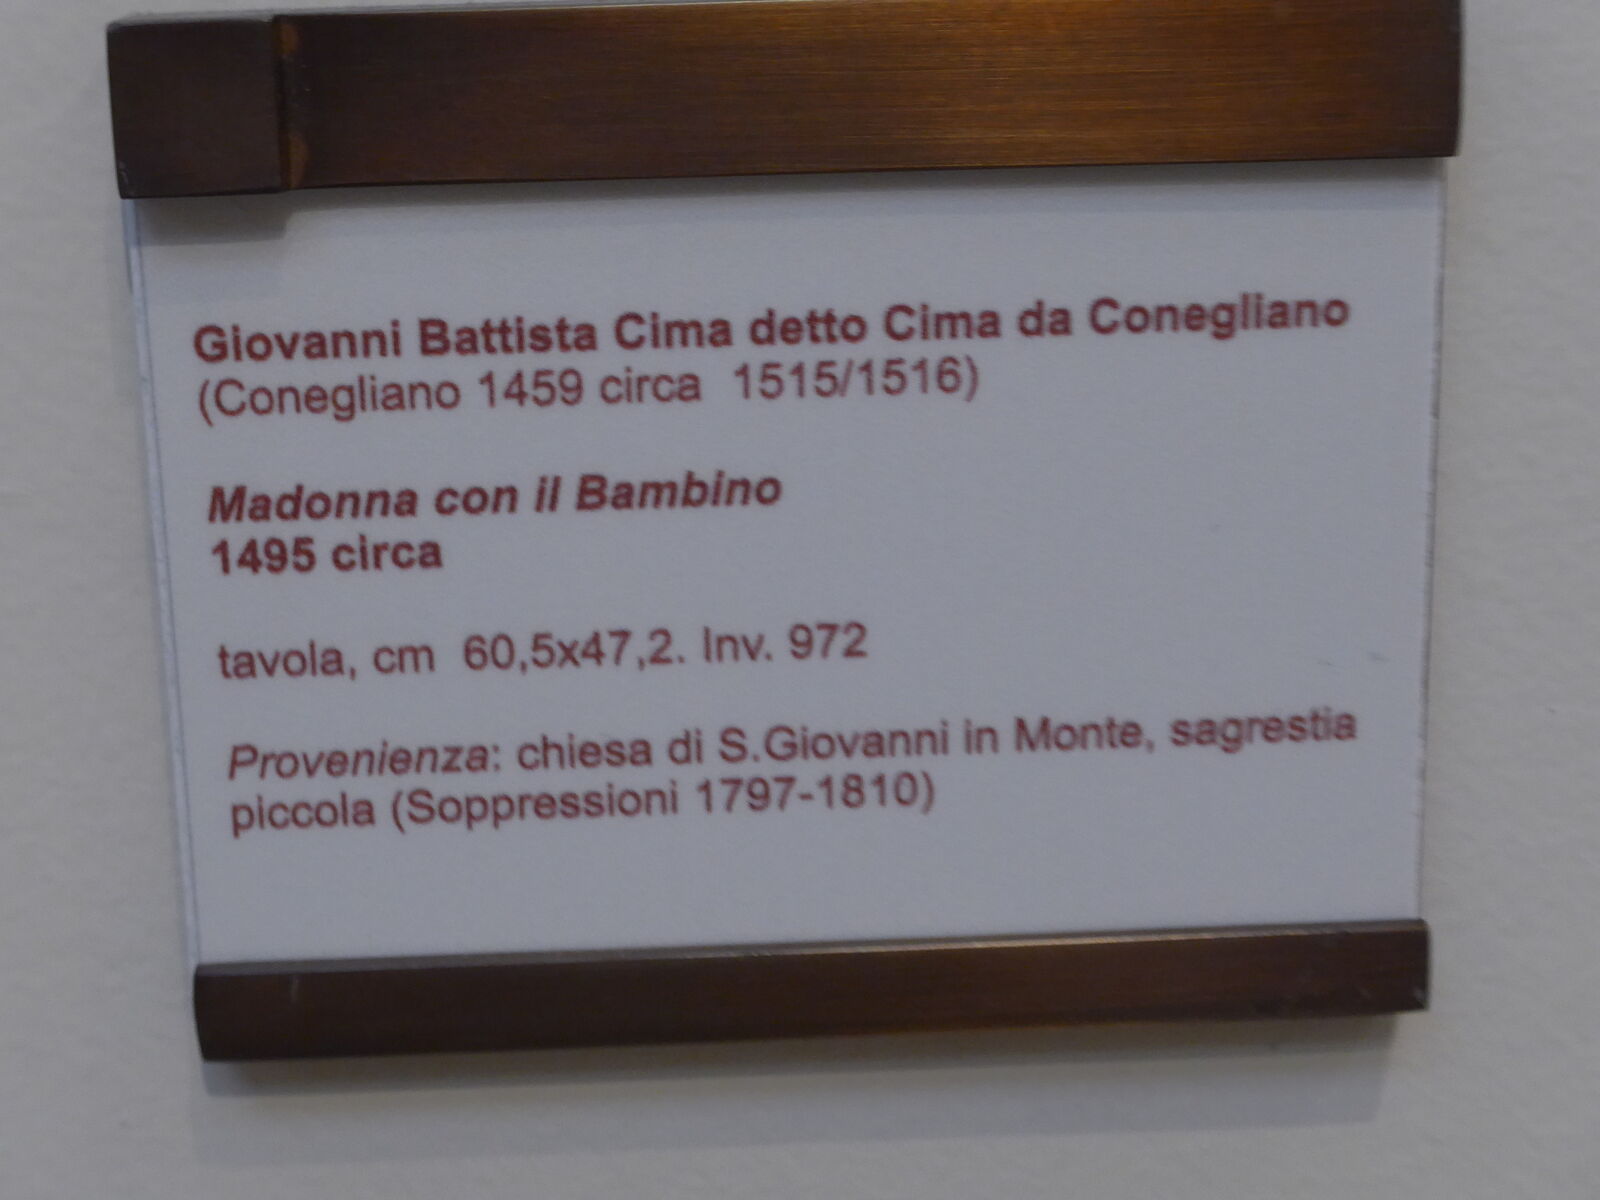 Giovanni Battista Cima detto Cima da Conegliano
(Conegliano 1459 circa  1515/1516)
Madonna con il Bambino
1495 circa
tavola, cm  60,5x47,2. Inv. 972
Provenienza: chiesa di S.Giovanni in Monte, sagrestia
piccola (Soppressioni 1797-1810)